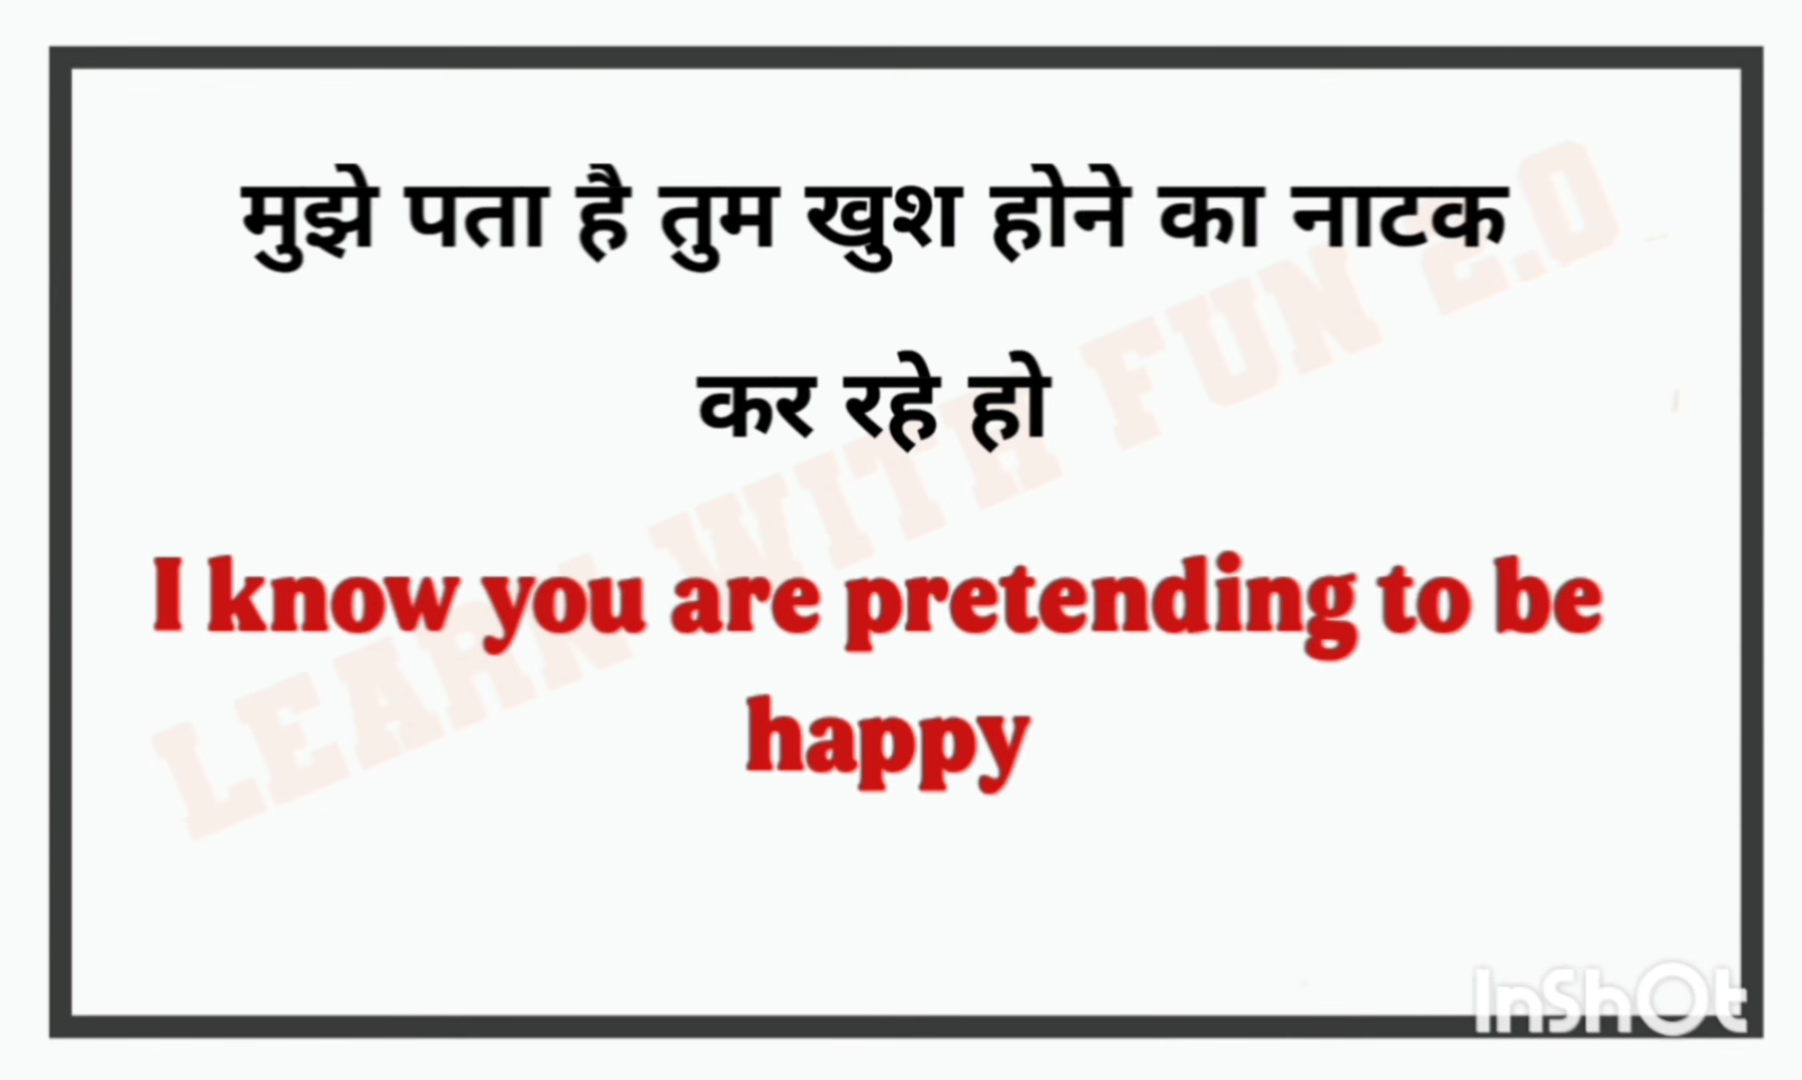 मुझे पता है तुम खुश होने का नाटक
कर रहे हो
I know you are pretending to be
happy
LEARN WITH FUN 2.0
InShOt